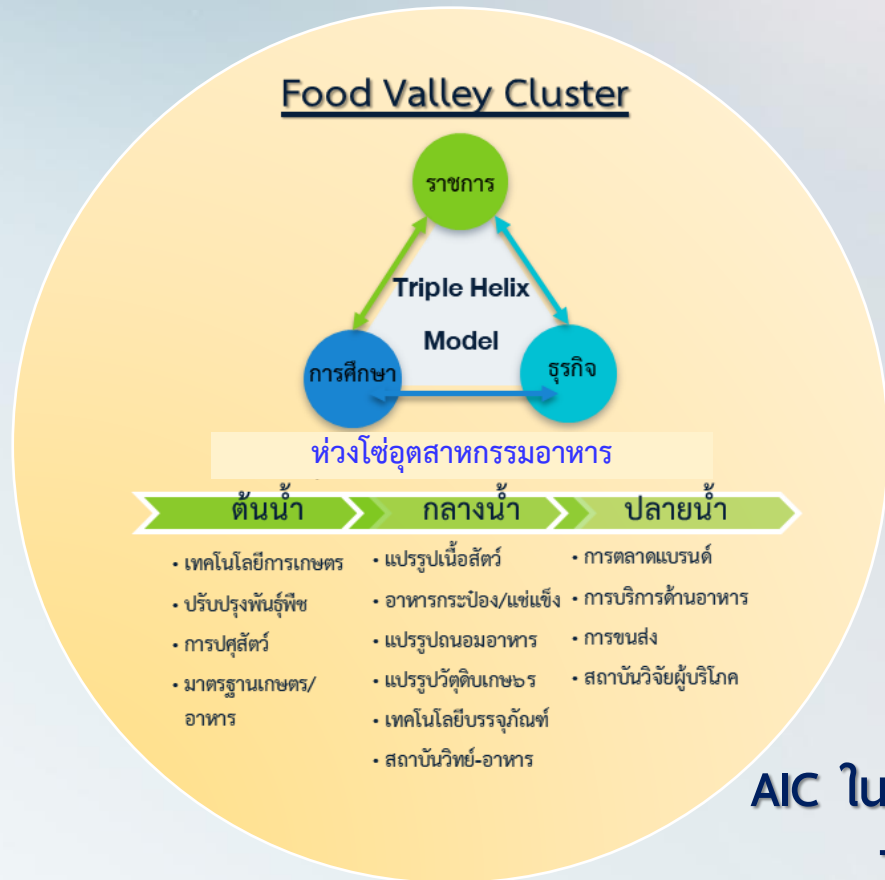 Food Valley Cluster
ราชการ
Triple Helix
Model
การศึกษา
ธุรกิจ
ห่วงโซ่อุตสาหกรรมอาหาร
ต้นน้ำ
กลางน้ำ
ปลายน้ำ
• เทคโนโลยีการเกษตร
• ปรับปรุงพันธุ์พืช
• การปศุสัตว์
• มาตรฐานเกษตร/
อาหาร
• แปรรูปเนื้อสัตว์
• อาหารกระป๋อง/แช่แข็ง
• แปรรูปถนอมอาหาร
• แปรรูปวัตุดิบเกษ๖ร
• เทคโนโลยีบรรจุภัณฑ์
• สถาบันวิทย์-อาหาร
• การตลาดแบรนด์
• การบริการด้านอาหาร
• การขนส่ง
• สถาบันวิจัยผู้บริโภค
AIC ใน